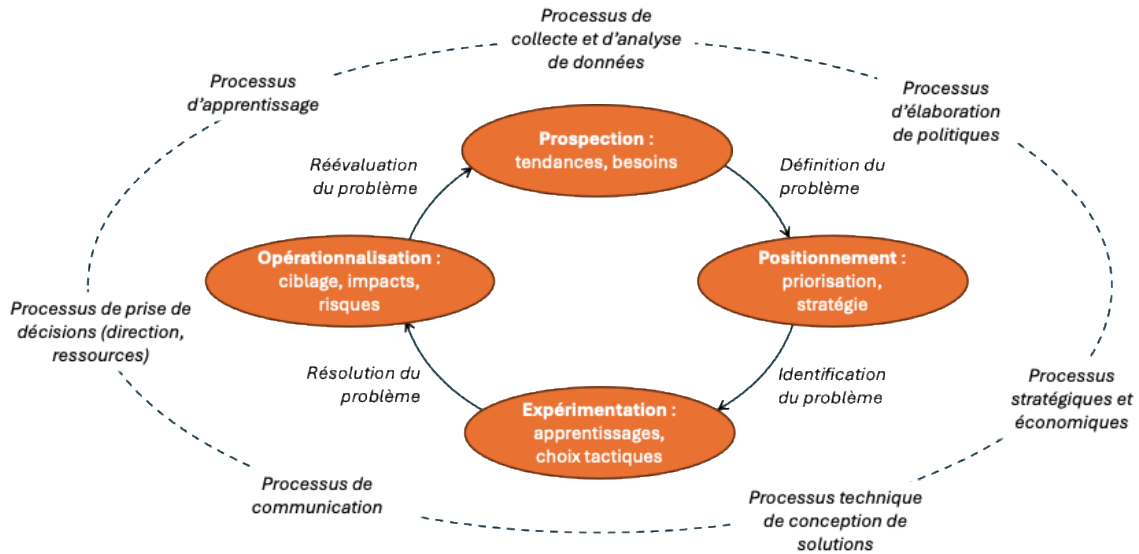 Processus de
collecte et d’analyse
de données
Processus
d’apprentissage
Processus
d’élaboration
de politiques
Prospection :
tendances, besoins
Réévaluation
du problème
Définition du
problème
Opérationnalisation :
ciblage, impacts,
risques
Positionnement :
priorisation,
stratégie
Processus de prise de
décisions (direction,
ressources)
Résolution du
problème
Identification
du problème
Processus
stratégiques et
économiques
Expérimentation :
apprentissages,
choix tactiques
Processus de
communication
Processus technique
de conception de
solutions